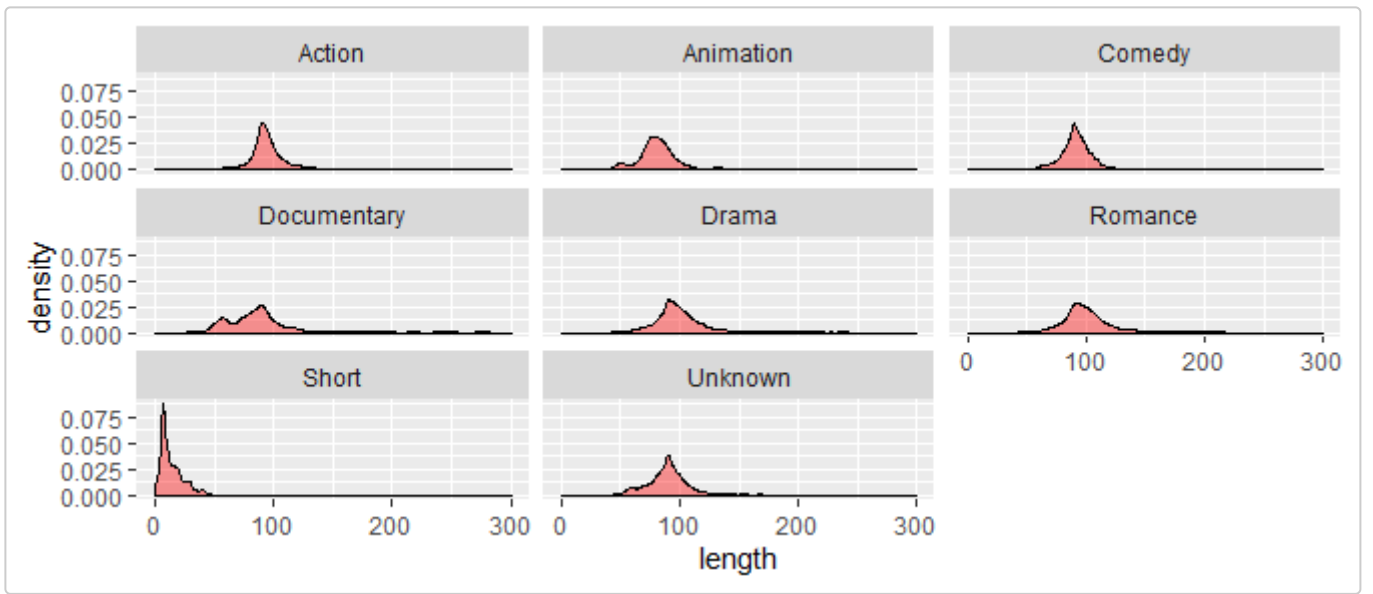 Action Animation Comedy
0.075
0.050
0.025
0.000
Documentary Drama Romance
0.075
0.050
0.025
0.000
0 100 200 300
Short Unknown
0.075
0.050
0.025
0.000
0 100 200 300 0 100 200 300
density
length